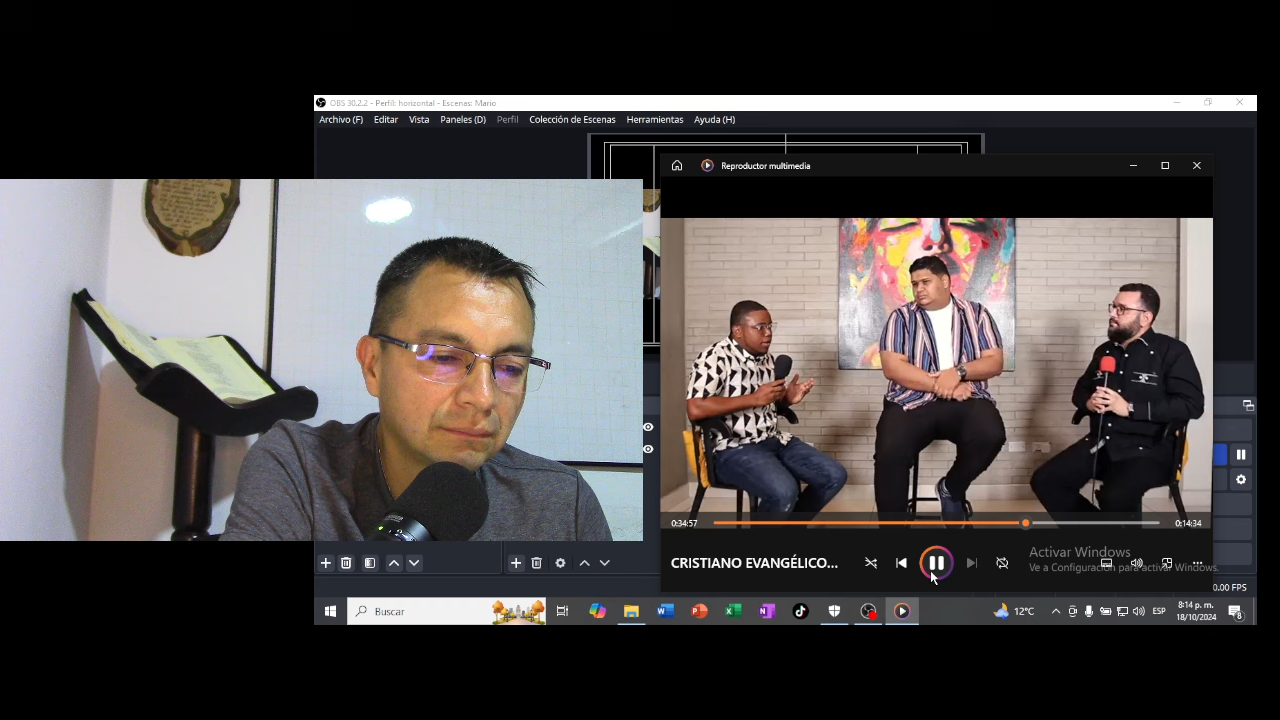 OBS 30.2.2 - Perfil: horizontal - Escenas: Mario
Archivo (F) Editar Vista Paneles (D) Perfil Colección de Escenas Herramientas Ayuda (H)
Reproductor multimedia
0:34:57 0:14:34
CRISTIANO EVANGÉLICO...
Activar Windows
Ve a Configuración para activar Windows.
0.00 FPS
Buscar
12°C
ESP
8:14 p. m.
18/10/2024